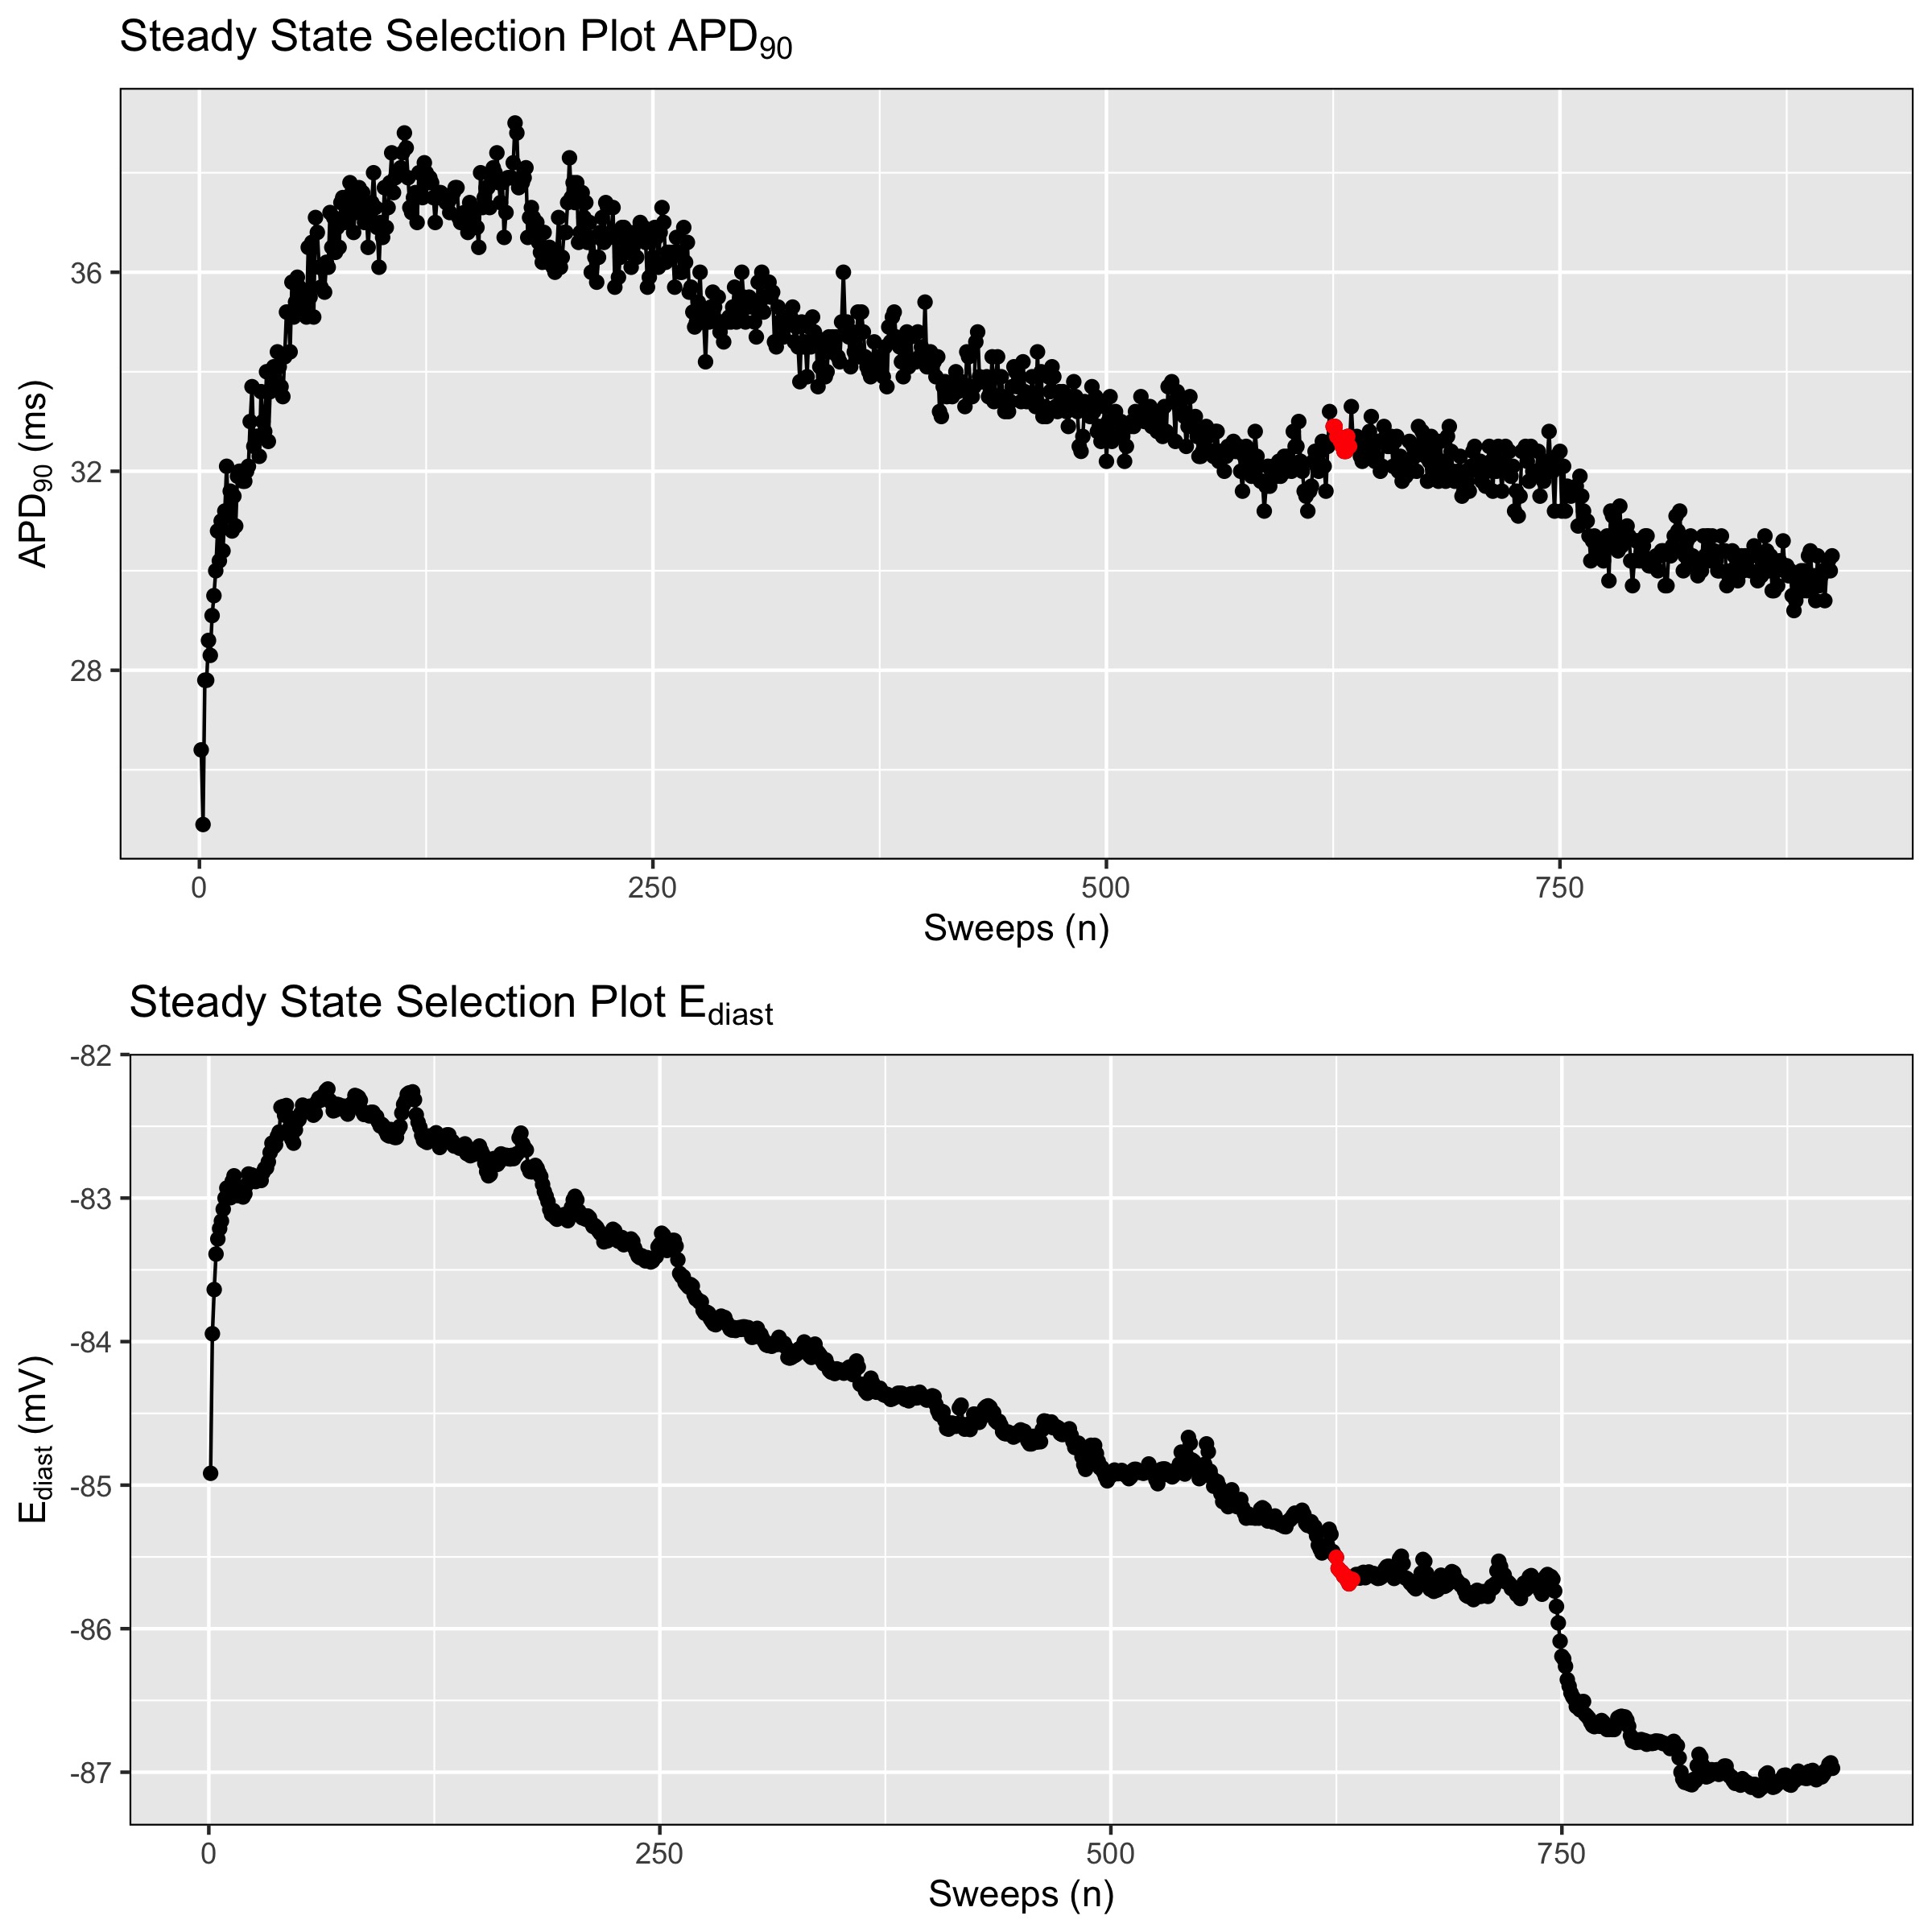 Steady State Selection Plot APD90
36
32
28
APD90 (ms)
0 250 500 750
Sweeps (n)
Steady State Selection Plot Ediast
-82
-83
-84
-85
-86
-87
Ediast (mV)
0 250 500 750
Sweeps (n)